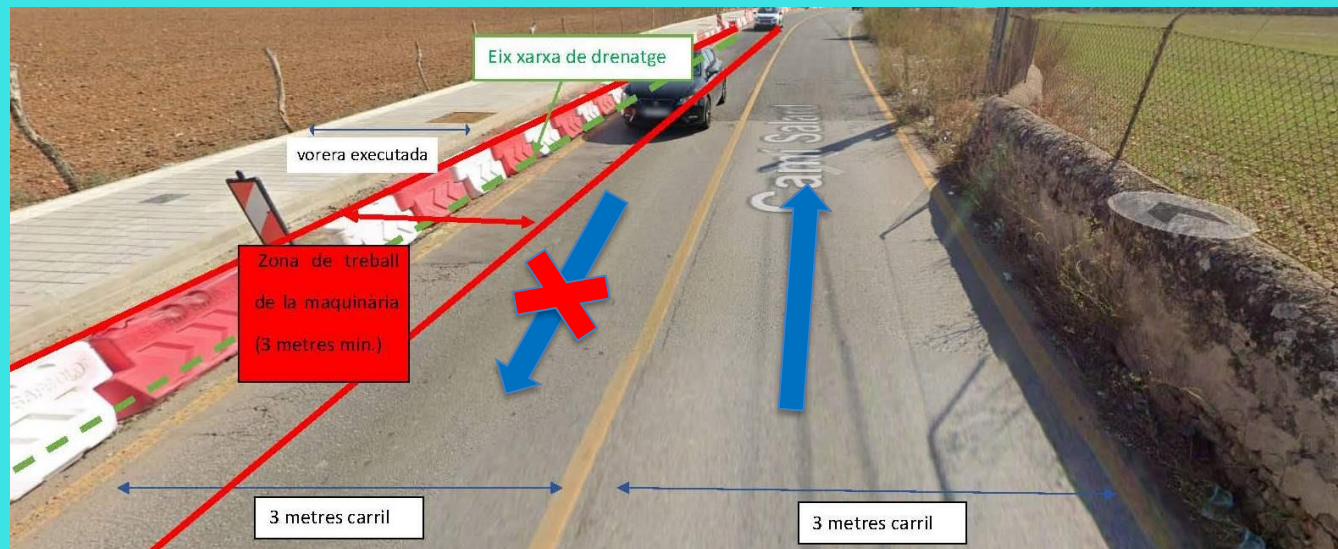 Eix xarxa de drenatge
vorera executada
Zona de treball
de la maquinària
(3 metres min.)
Camí Salard
3 metres carril
3 metres carril